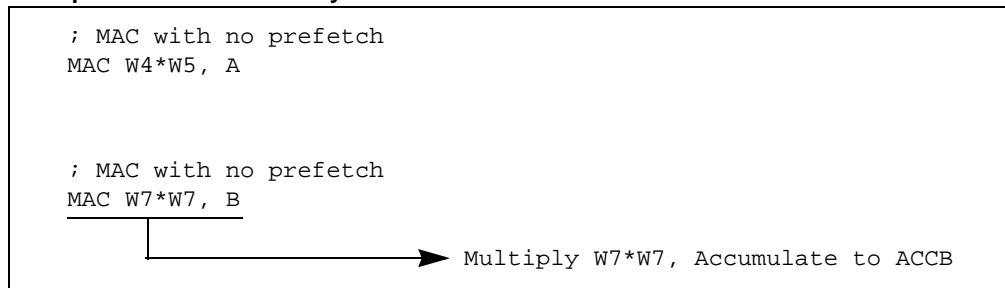 ; MAC with no prefetch
MAC W4*W5, A
; MAC with no prefetch
MAC W7*W7, B
Multiply W7*W7, Accumulate to ACCB